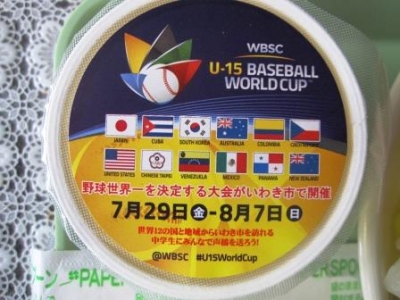 WBSC
U-15 BASEBALL
WORLD CUP™
JAPAN CUBA SOUTH KOREA AUSTRALIA COLOMBIA
UNITED STATES CHINESE TAIPEI VENEZUELA MEXICO PANAMA NEW ZEALAND
野球世界一を決定する大会がいわき市で開催
7月29日金-8月7日日
世界12の国と地域からいわき市を訪れる
中学生にみんなで声援を送ろう!
@WBSC #U15WorldCup
ーン PAPER